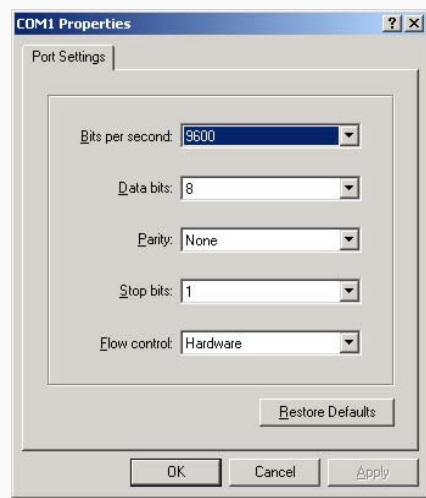 COM1 Properties
Port Settings
Bits per second: 9600
Data bits: 8
Parity: None
Stop bits: 1
Flow control: Hardware
Restore Defaults
OK Cancel Apply